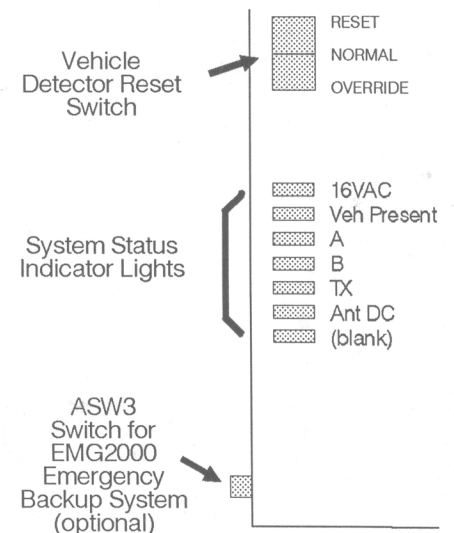 Vehicle
Detector Reset
Switch
RESET
NORMAL
OVERRIDE
System Status
Indicator Lights
16VAC
Veh Present
A
B
TX
Ant DC
(blank)
ASW3
Switch for
EMG2000
Emergency
Backup System
(optional)